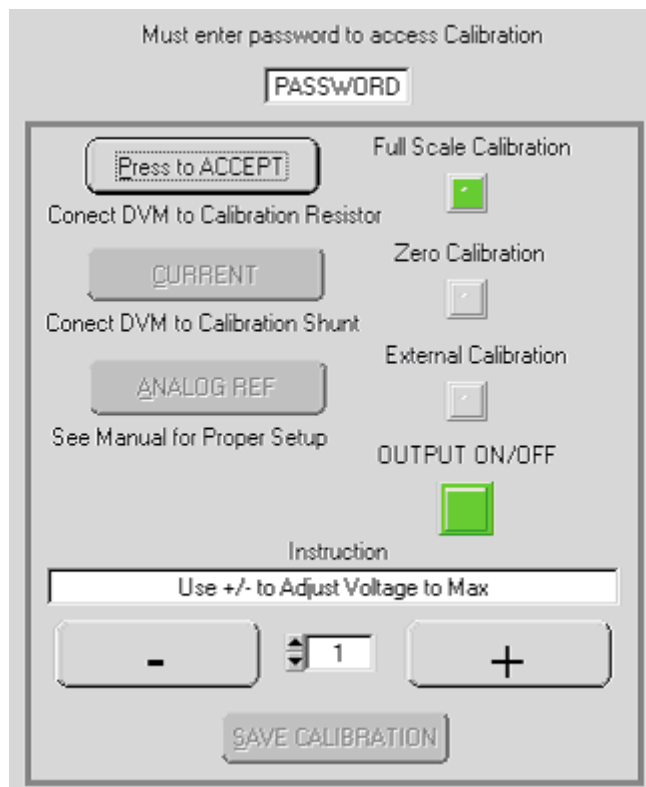 Must enter password to access Calibration
PASSWORD
Press to ACCEPT
Full Scale Calibration
Conect DVM to Calibration Resistor
Zero Calibration
CURRENT
Conect DVM to Calibration Shunt
External Calibration
ANALOG REF
See Manual for Proper Setup
OUTPUT ON/OFF
Instruction
Use +/- to Adjust Voltage to Max
- 1 +
SAVE CALIBRATION